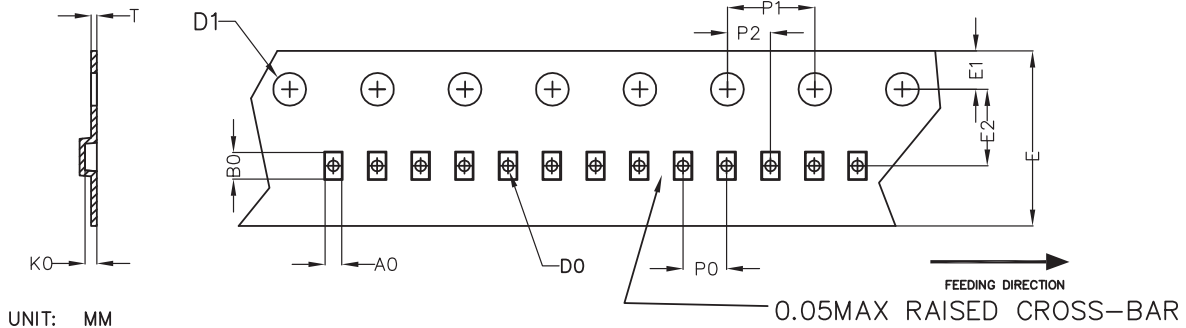 T
D1
P1
P2
E1
E2
E
B0
K0
A0
D0
P0
FEEDING DIRECTION
0.05MAX RAISED CROSS-BAR
UNIT: MM